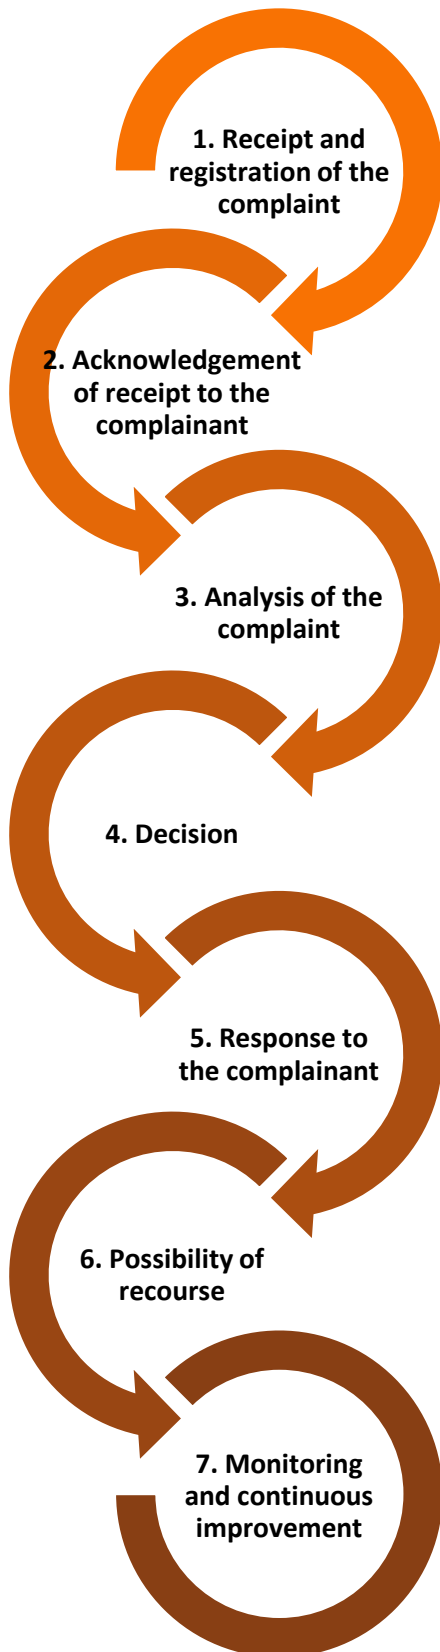 1. Receipt and
registration of the
complaint
2. Acknowledgement
of receipt to the
complainant
3. Analysis of the
complaint
4. Decision
5. Response to
the complainant
6. Possibility of
recourse
7. Monitoring
and continuous
improvement